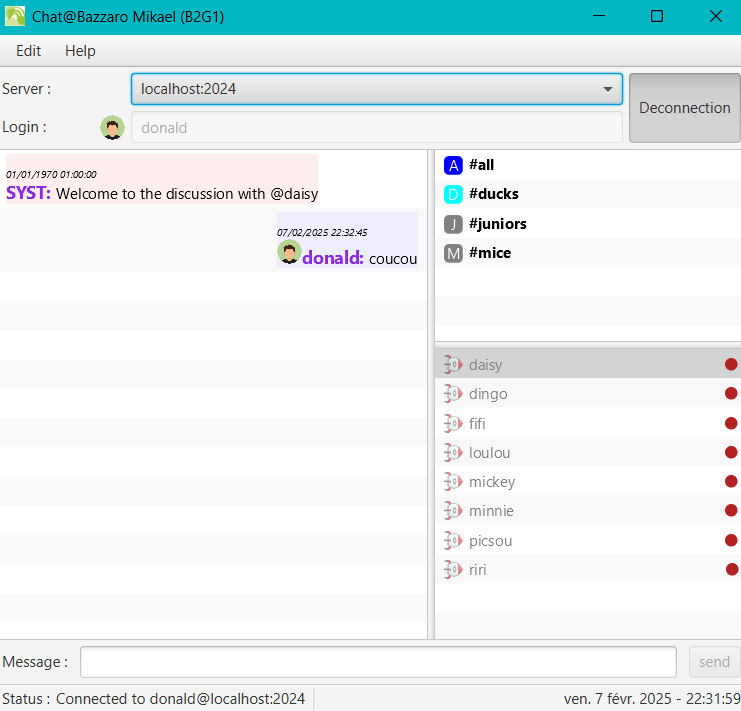 Chat@Bazzaro Mikael (B2G1)
Edit Help
Server : localhost:2024
Deconnection
Login : donald
01/01/1970 01:00:00
SYST: Welcome to the discussion with @daisy
07/02/2025 22:32:45
donald: coucou
A #all
D #ducks
J #juniors
M #mice
daisy
dingo
fifi
loulou
mickey
minnie
picsou
riri
Message : send
Status : Connected to donald@localhost:2024
ven. 7 févr. 2025 - 22:31:59